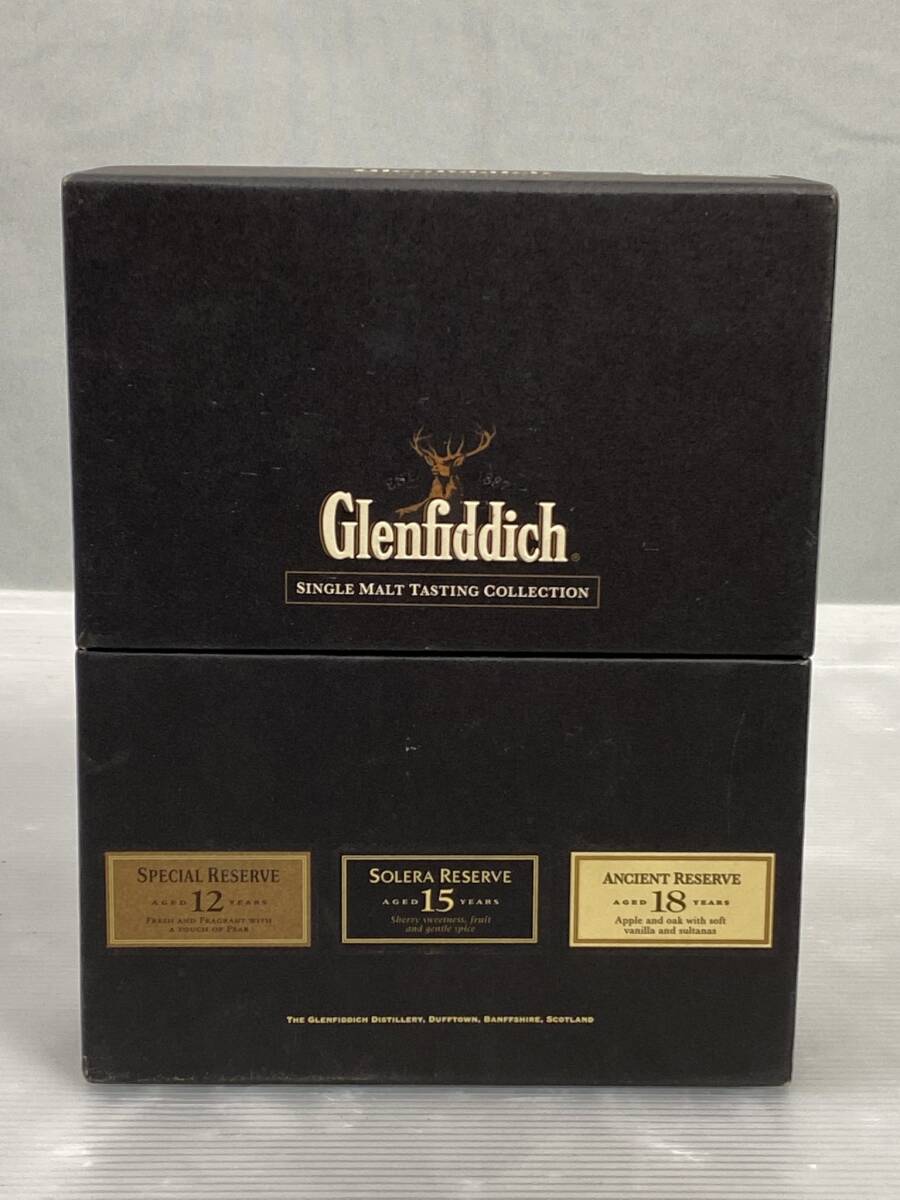 Glenfiddich
EST. 1887
Glenfiddich®
SINGLE MALT TASTING COLLECTION
SPECIAL RESERVE
AGED 12 YEARS
FRESH AND FRAGRANT WITH
A TOUCH OF PEAR
SOLERA RESERVE
AGED 15 YEARS
Sherry sweetness, fruit
and gentle spice
ANCIENT RESERVE
AGED 18 YEARS
Apple and oak with soft
vanilla and sultanas
THE GLENFIDDICH DISTILLERY, DUFFTOWN, BANFFSHIRE, SCOTLAND